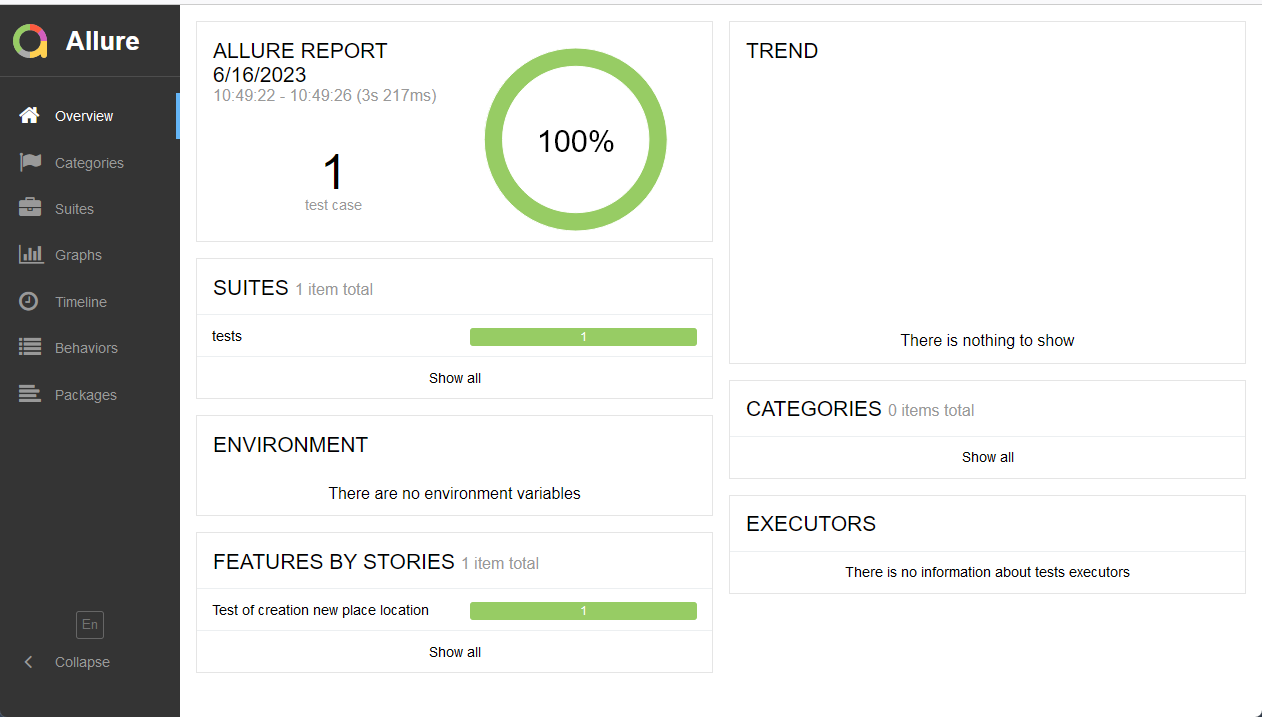 Allure
Overview
Categories
Suites
Graphs
Timeline
Behaviors
Packages
En
Collapse
ALLURE REPORT
6/16/2023
10:49:22 - 10:49:26 (3s 217ms)
1
test case
100%
SUITES 1 item total
tests 1
Show all
ENVIRONMENT
There are no environment variables
FEATURES BY STORIES 1 item total
Test of creation new place location 1
Show all
TREND
There is nothing to show
CATEGORIES 0 items total
Show all
EXECUTORS
There is no information about tests executors